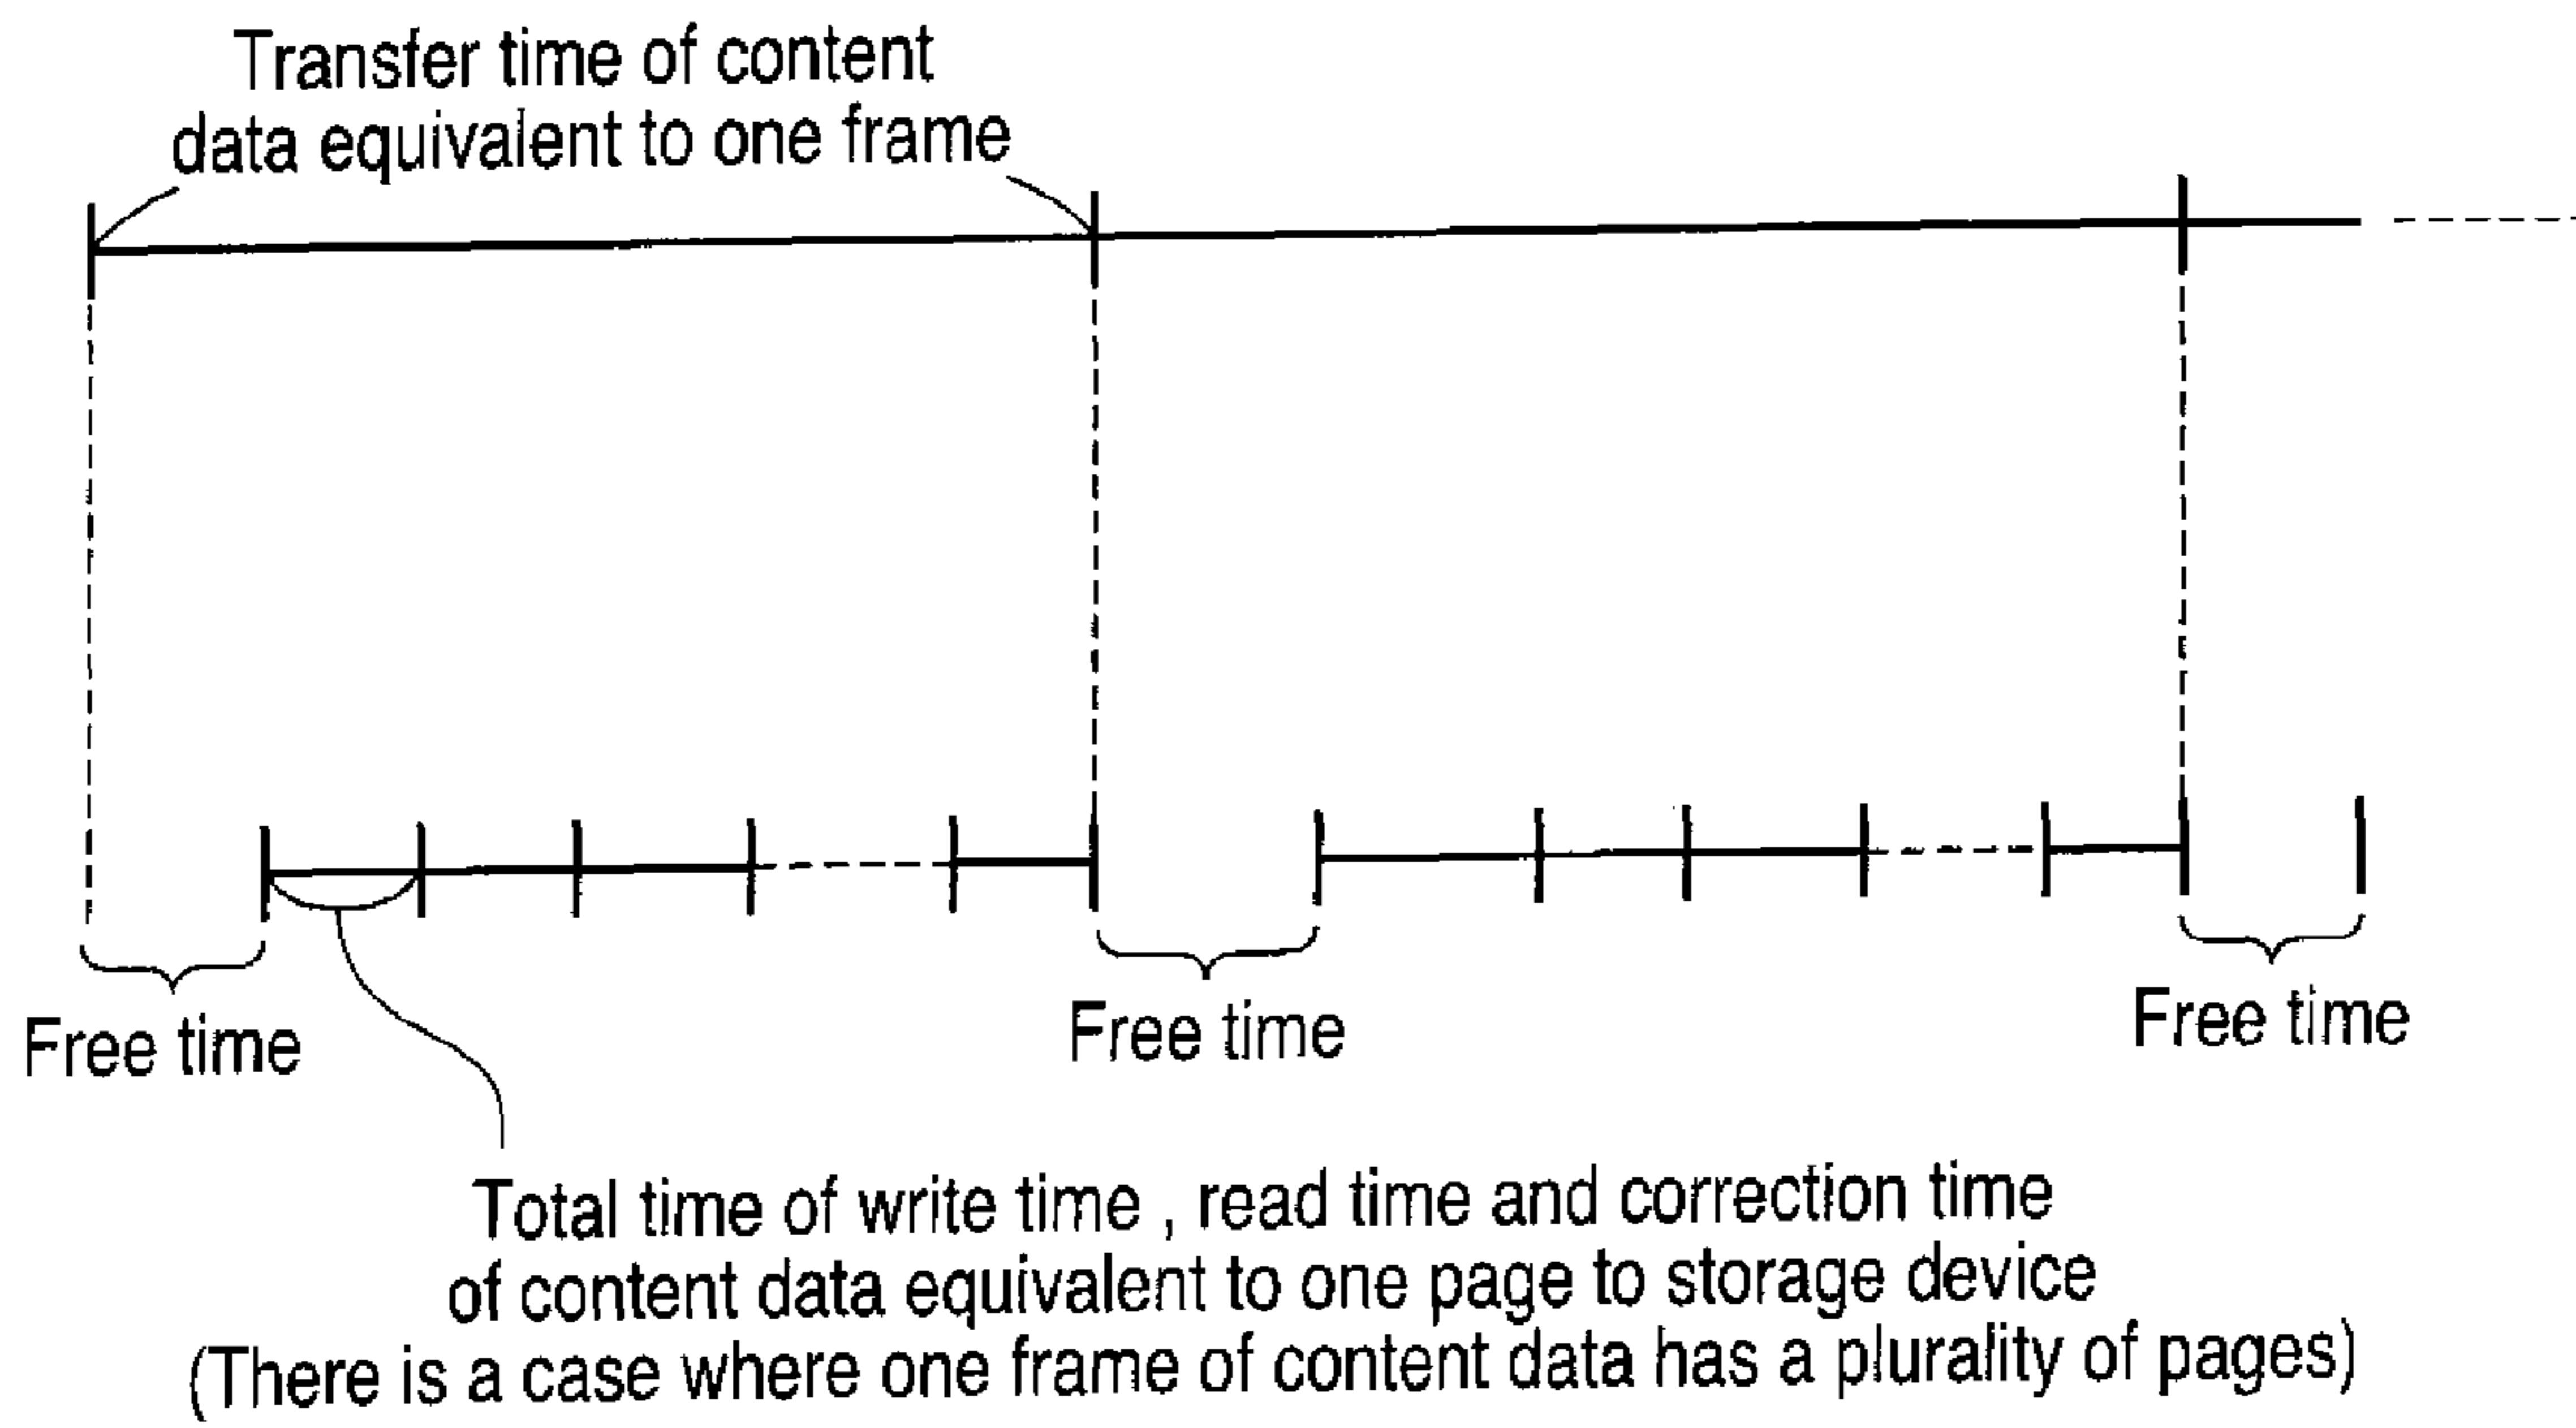 Transfer time of content
data equivalent to one frame
Free time
Free time
Free time
Total time of write time , read time and correction time
of content data equivalent to one page to storage device
(There is a case where one frame of content data has a plurality of pages)